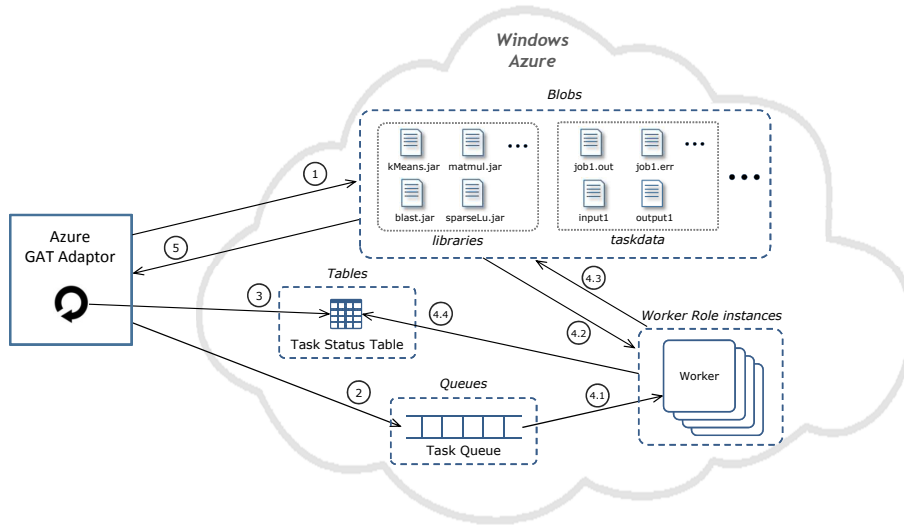 Windows
Azure
Blobs
kMeans.jar
matmul.jar
...
job1.out
job1.err
...
blast.jar
sparseLu.jar
input1
output1
...
libraries
taskdata
1
5
Azure
GAT Adaptor
Tables
3
4.4
Task Status Table
4.3
4.2
Worker Role instances
Worker
2
Queues
4.1
Task Queue